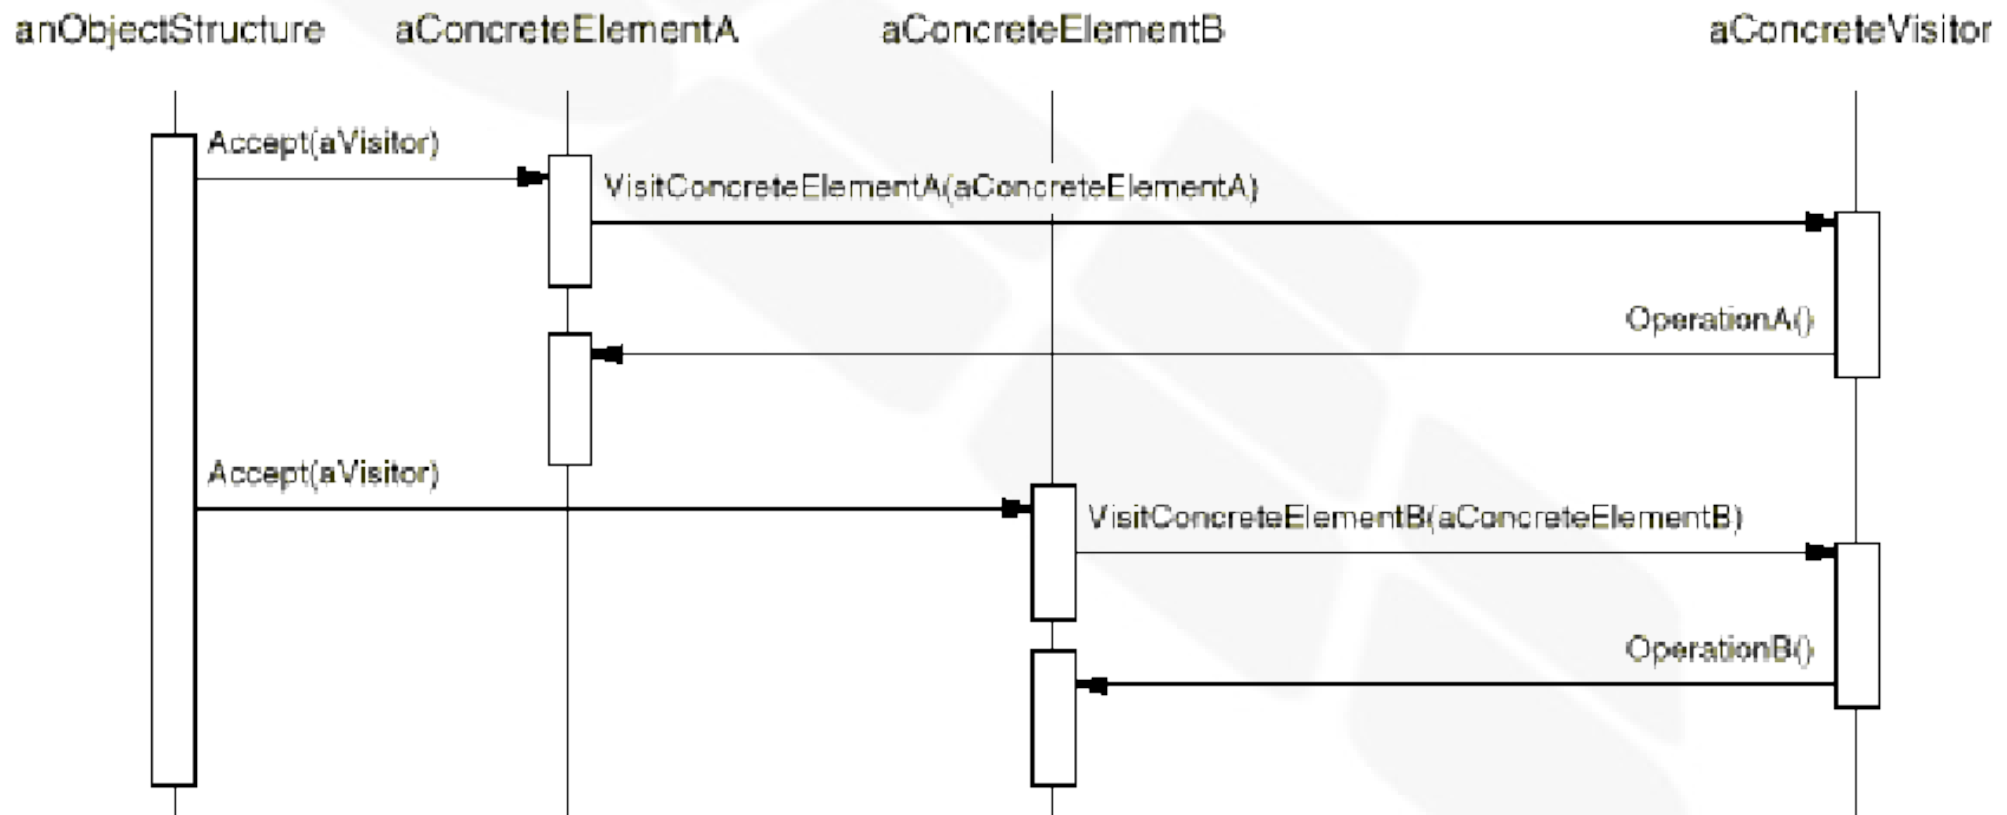 anObjectStructure aConcreteElementA aConcreteElementB aConcreteVisitor
Accept(aVisitor)
VisitConcreteElementA(aConcreteElementA)
OperationA()
Accept(aVisitor)
VisitConcreteElementB(aConcreteElementB)
OperationB()